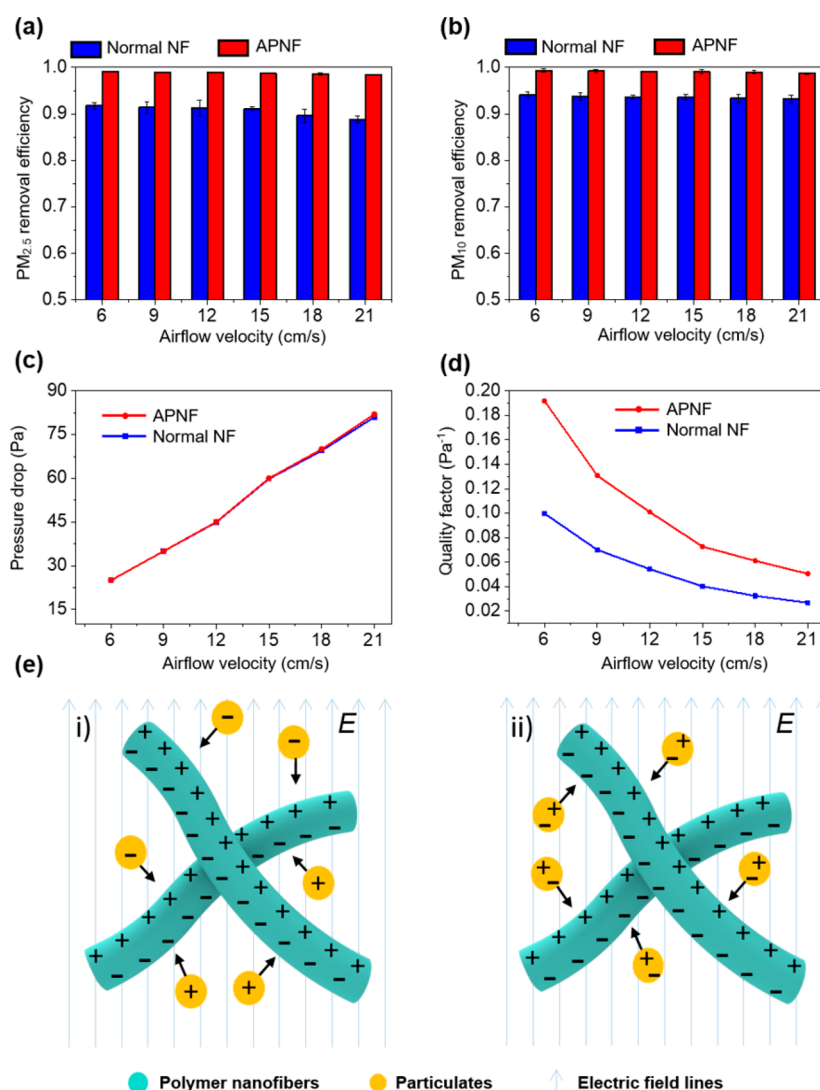 (a)
Normal NF APNF
PM2.5 removal efficiency
1.0
0.9
0.8
0.7
0.6
0.5
6 9 12 15 18 21
Airflow velocity (cm/s)
(b)
Normal NF APNF
PM10 removal efficiency
1.0
0.9
0.8
0.7
0.6
0.5
6 9 12 15 18 21
Airflow velocity (cm/s)
(c)
APNF
Normal NF
Pressure drop (Pa)
90
75
60
45
30
15
6 9 12 15 18 21
Airflow velocity (cm/s)
(d)
APNF
Normal NF
Quality factor (Pa-1)
0.20
0.18
0.16
0.14
0.12
0.10
0.08
0.06
0.04
0.02
6 9 12 15 18 21
Airflow velocity (cm/s)
(e)
i) E
ii) E
Polymer nanofibers Particulates Electric field lines